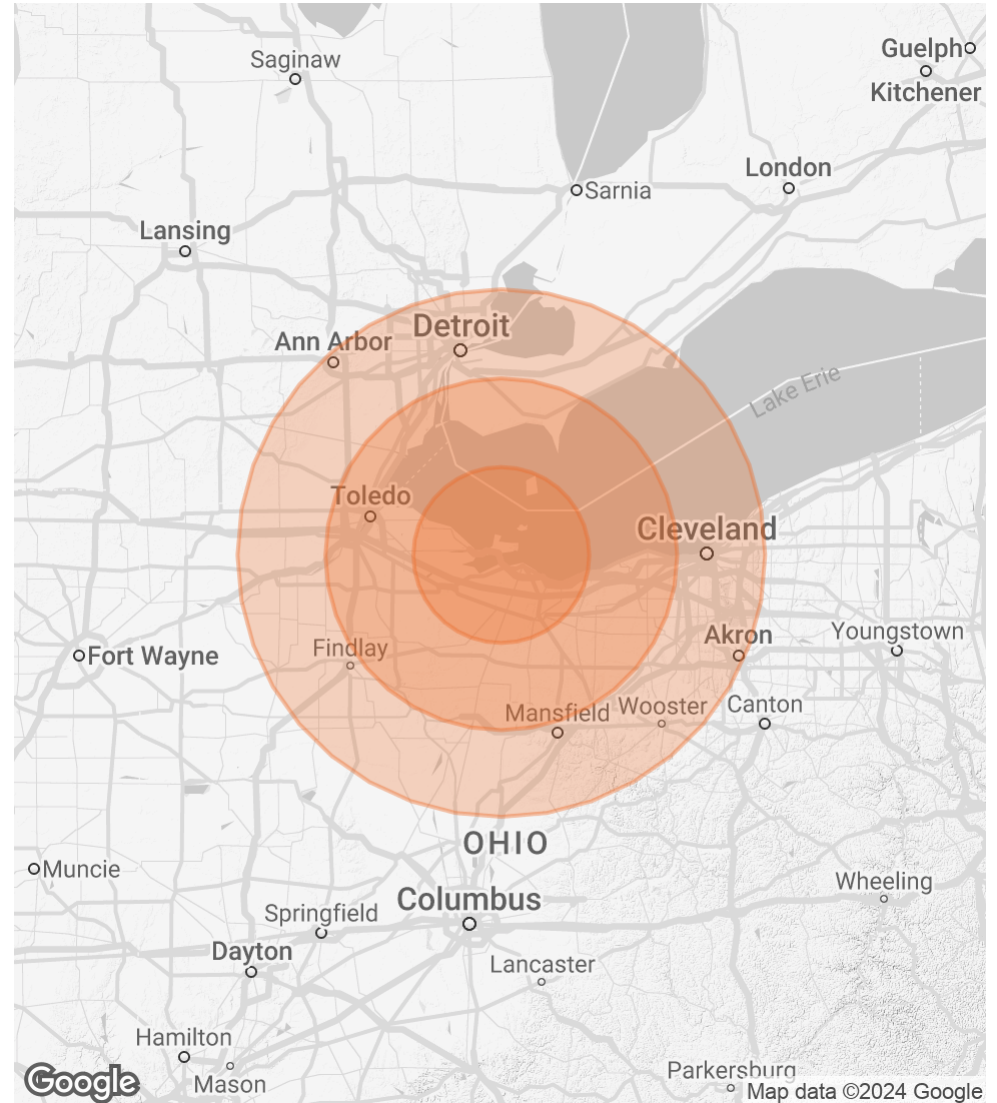 Guelph
Saginaw
Kitchener
London
Sarnia
Lansing
Detroit
Ann Arbor
Lake Erie
Toledo
Cleveland
Akron
Youngstown
Findlay
Fort Wayne
Mansfield
Wooster
Canton
OHIO
Muncie
Wheeling
Columbus
Springfield
Dayton
Lancaster
Hamilton
Parkersburg
Mason
Google
Map data ©2024 Google